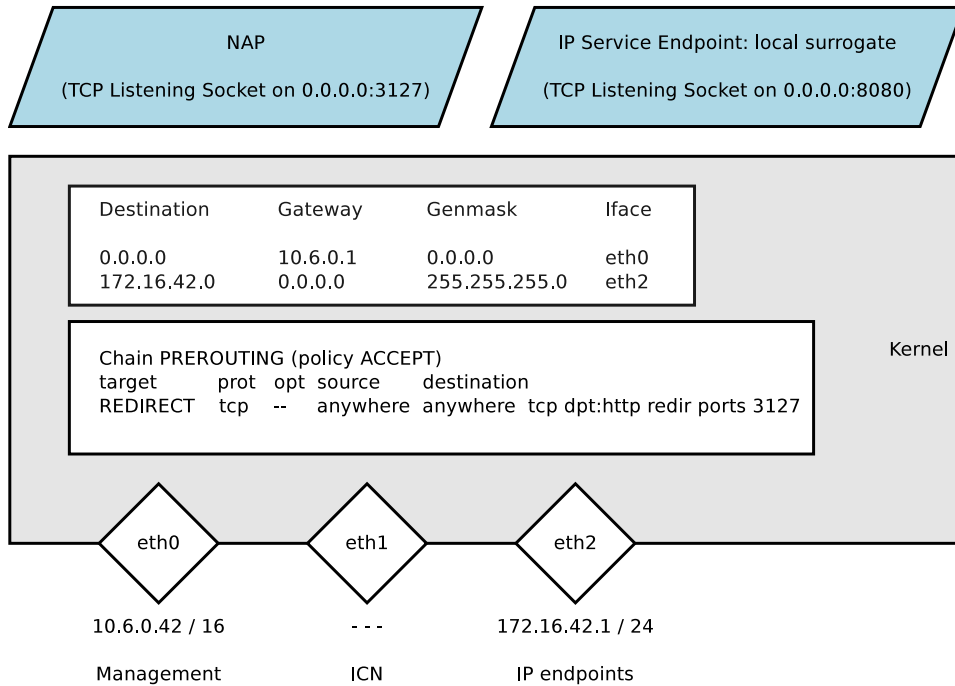 NAP
(TCP Listening Socket on 0.0.0.0:3127)
IP Service Endpoint: local surrogate
(TCP Listening Socket on 0.0.0.0:8080)
Destination Gateway Genmask Iface
0.0.0.0 10.6.0.1 0.0.0.0 eth0
172.16.42.0 0.0.0.0 255.255.255.0 eth2
Kernel
Chain PREROUTING (policy ACCEPT)
target prot opt source destination
REDIRECT tcp -- anywhere anywhere tcp dpt:http redir ports 3127
eth0 eth1 eth2
10.6.0.42 / 16 - - - 172.16.42.1 / 24
Management ICN IP endpoints